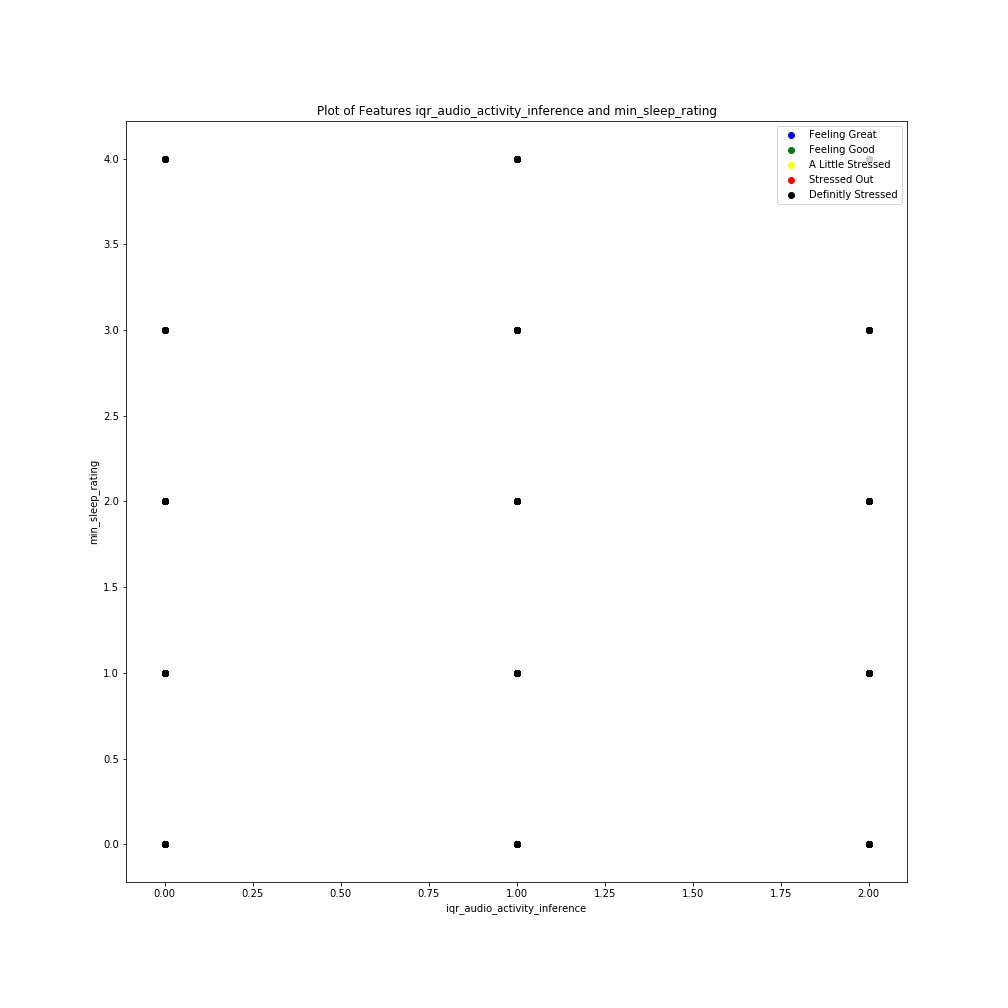 Plot of Features iqr_audio_activity_inference and min_sleep_rating
Feeling Great
Feeling Good
A Little Stressed
Stressed Out
Definitly Stressed
4.0
3.5
3.0
2.5
2.0
1.5
1.0
0.5
0.0
min_sleep_rating
0.00 0.25 0.50 0.75 1.00 1.25 1.50 1.75 2.00
iqr_audio_activity_inference